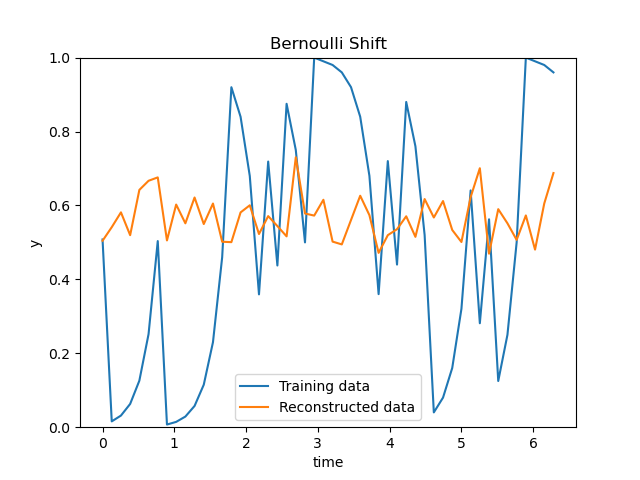 Bernoulli Shift
1.0
0.8
0.6
0.4
0.2
0.0
y
Training data
Reconstructed data
0 1 2 3 4 5 6
time